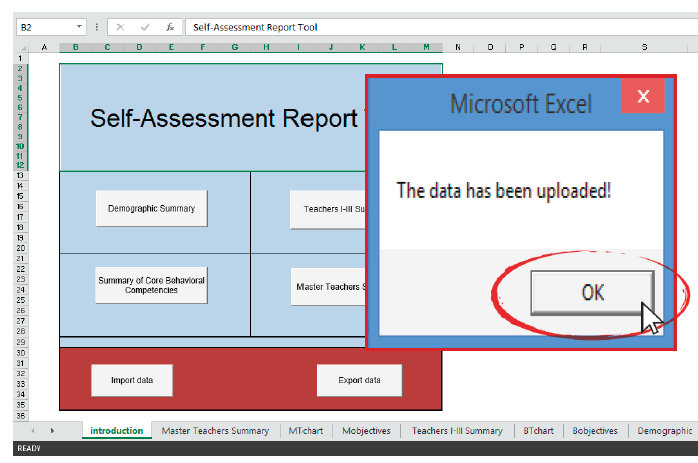 B2 fx Self-Assessment Report Tool
A B C D E F G H I J K L M N O P Q R S
1
2
3
4
5
6
7
8
9
10
11
12
13
14
15
16
17
18
19
20
21
22
23
24
25
26
27
28
29
30
31
32
33
34
35
36
Self-Assessment Report T
Microsoft Excel
X
The data has been uploaded!
OK
Demographic Summary
Teachers I-III Su
Summary of Core Behavioral
Competencies
Master Teachers S
Import data
Export data
introduction Master Teachers Summary MTchart Mobjectives Teachers I-III Summary BTchart Bobjectives Demographic
READY